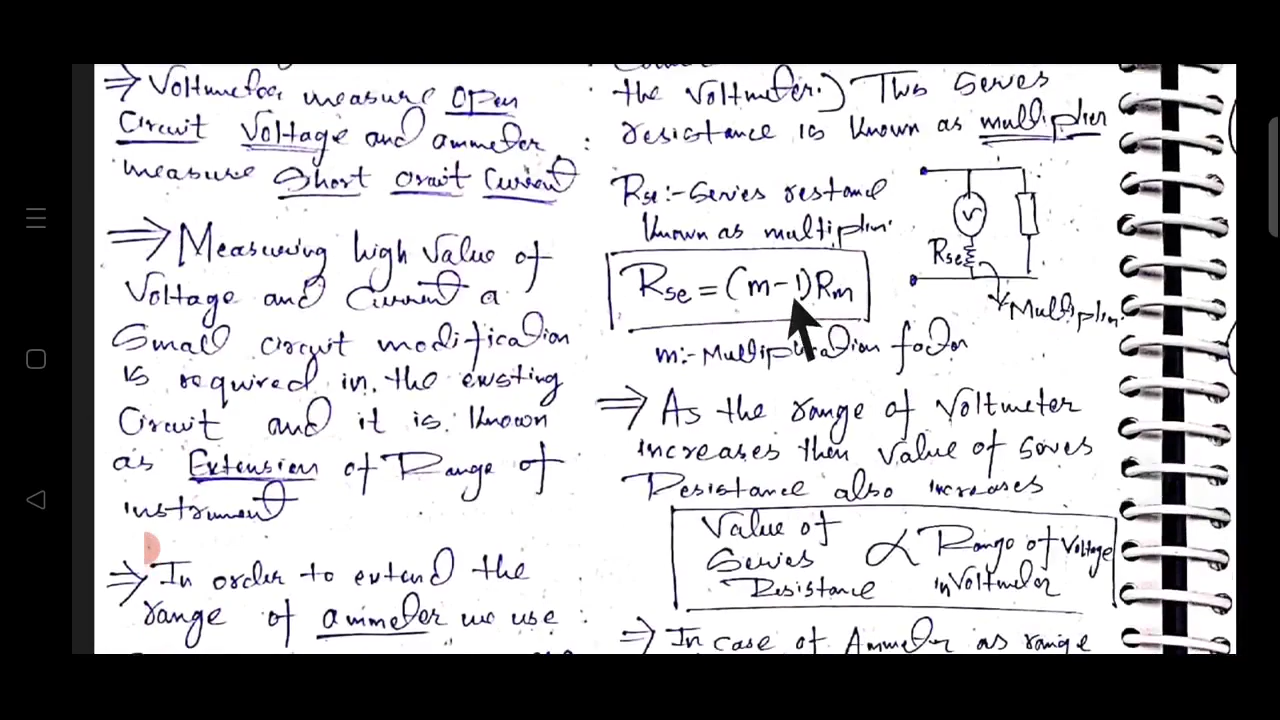 ⇒ Voltmeter measure open
Circuit Voltage and ammeter
measure Short Circuit Current
⇒ Measuring high value of
Voltage and Current a
Small circuit modification
is required in the existing
Circuit and it is known
as Extension of Range of
instrument
⇒ In order to extend the
range of ammeter we use
the voltmeter.) This series
resistance is known as multiplier
Rse:- Series restance
known as multiplier
V
Rse
Multiplier
Rse = (m-1)Rm
m:- Multiplication factor
⇒ As the range of Voltmeter
increases then value of series
Resistance also increases
Value of
Series
Resistance
∝ Range of voltage
in Voltmeter
⇒ In case of Ammeter as range